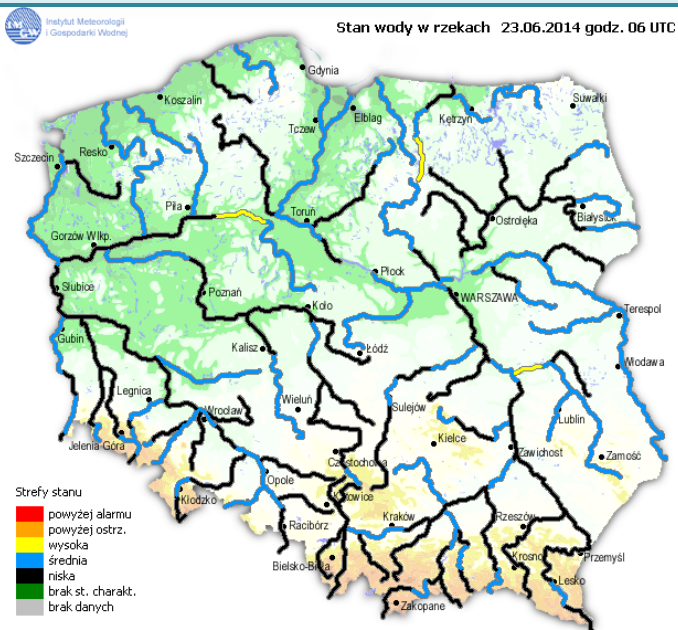 IMGW
Instytut Meteorologii
i Gospodarki Wodnej
Stan wody w rzekach 23.06.2014 godz. 06 UTC
Gdynia
Koszalin
Suwałki
Tczew
Elbląg
Kętrzyn
Szczecin
Resko
Piła
Toruń
Ostrołęka
Białystok
Gorzów Wlkp.
Płock
Słubice
Poznań
Koło
WARSZAWA
Terespol
Gubin
Kalisz
Łódź
Włodawa
Legnica
Wrocław
Wieluń
Sulejów
Lublin
Jelenia Góra
Kielce
Zawichost
Zamość
Częstochowa
Opole
Kłodzko
Katowice
Racibórz
Kraków
Rzeszów
Bielsko-Biała
Krosno
Przemyśl
Lesko
Zakopane
Strefy stanu
powyżej alarmu
powyżej ostrz.
wysoka
średnia
niska
brak st. charakt.
brak danych